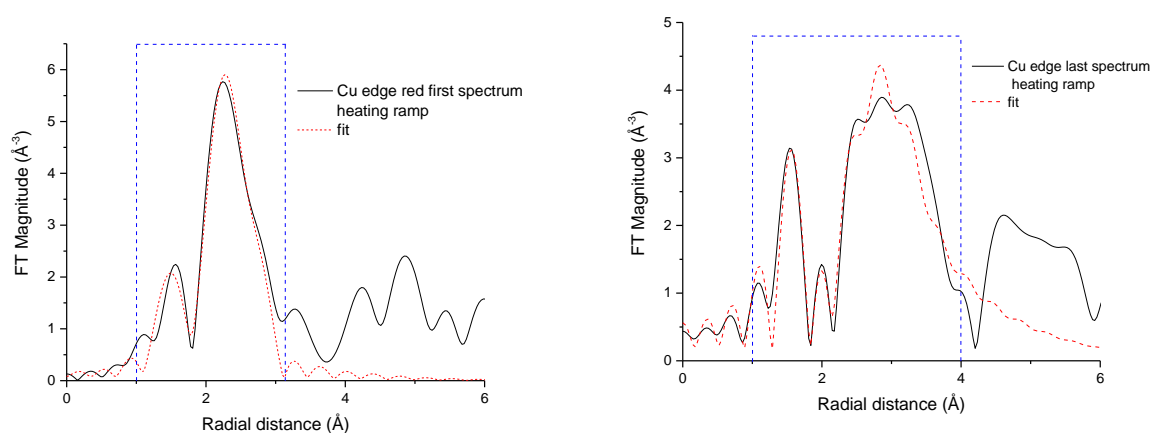 Cu edge red first spectrum
heating ramp
fit
FT Magnitude (Å⁻³)
6
5
4
3
2
1
0
0 2 4 6
Radial distance (Å)
Cu edge last spectrum
heating ramp
fit
FT Magnitude (Å⁻³)
5
4
3
2
1
0
0 2 4 6
Radial distance (Å)